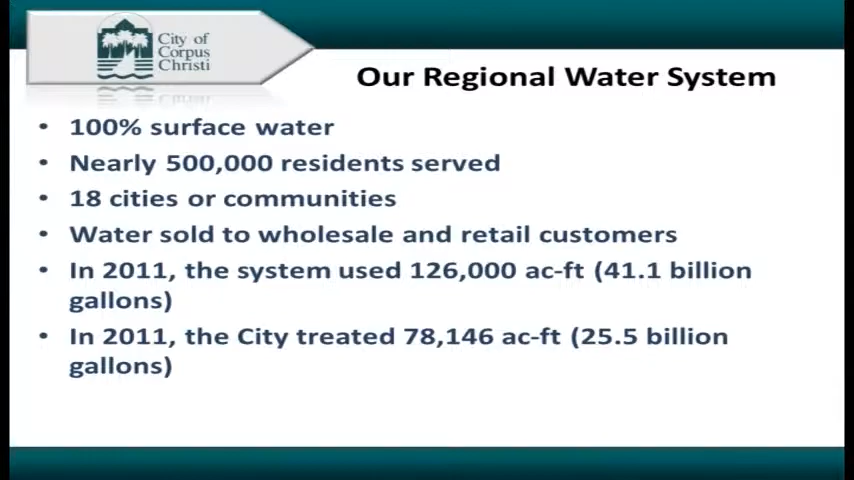 City of
Corpus
Christi
Our Regional Water System
• 100% surface water
• Nearly 500,000 residents served
• 18 cities or communities
• Water sold to wholesale and retail customers
• In 2011, the system used 126,000 ac-ft (41.1 billion
gallons)
• In 2011, the City treated 78,146 ac-ft (25.5 billion
gallons)